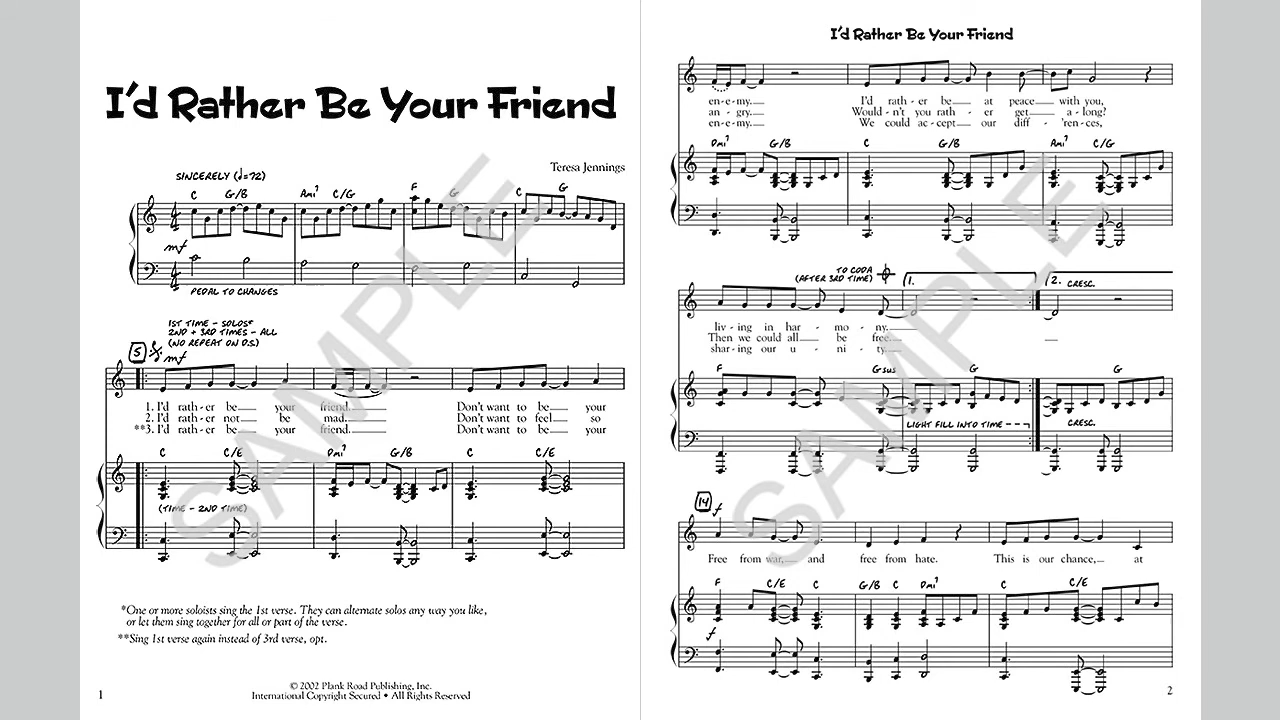 I'd Rather Be Your Friend
Teresa Jennings
SINCERELY (♩=72)
C G/B Ami7 C/G F G C G
mf
PEDAL TO CHANGES
1ST TIME - SOLOS*
2ND + 3RD TIMES - ALL
(NO REPEAT ON D.S.)
5 mf
1. I'd rath - er be your friend. Don't want to be your
2. I'd rath - er not be mad. Don't want to feel so
**3. I'd rath - er be your friend. Don't want to be your
C C/E Dmi7 G/B C C/E
(TIME - 2ND TIME)
*One or more soloists sing the 1st verse. They can alternate solos any way you like,
or let them sing together for all or part of the verse.
**Sing 1st verse again instead of 3rd verse, opt.
© 2002 Plank Road Publishing, Inc.
International Copyright Secured • All Rights Reserved
1
I'd Rather Be Your Friend
en - e - my. I'd rath - er be at peace with you,
an - gry. Would - n't you rath - er get a - long?
en - e - my. We could ac - cept our diff - 'rences,
Dmi7 G/B C G/B Ami7 C/G
TO CODA
(AFTER 3RD TIME) 1. 2. CRESC.
liv - ing in har - mo - ny.
Then we could all be free.
shar - ing our u - ni - ty.
F Gsus G G
LIGHT FILL INTO TIME CRESC.
14 f
Free from war, and free from hate. This is our chance, at
F C/E C G/B C Dmi7 C C/E
f
2
SAMPLE
SAMPLE